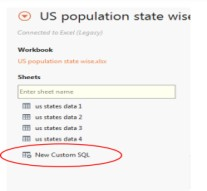 US population state wise
Connected to Excel (Legacy)
Workbook
US population state wise.xlsx
Sheets
Enter sheet name
us states data 1
us states data 2
us states data 3
us states data 4
New Custom SQL